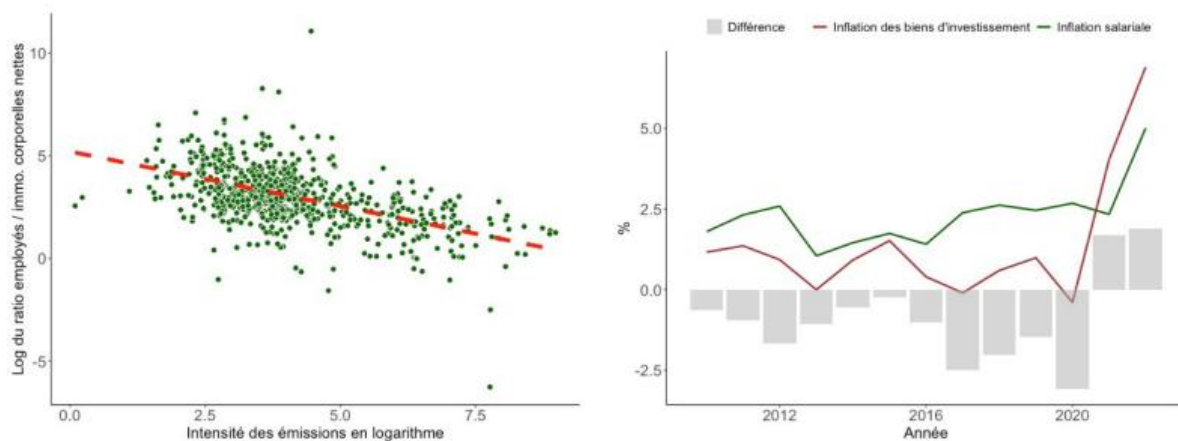 Log du ratio employés / immo. corporelles nettes
10
5
0
-5
0.0
2.5
5.0
7.5
Intensité des émissions en logarithme
Différence
Inflation des biens d'investissement
Inflation salariale
%
5.0
2.5
0.0
-2.5
2012
2016
2020
Année